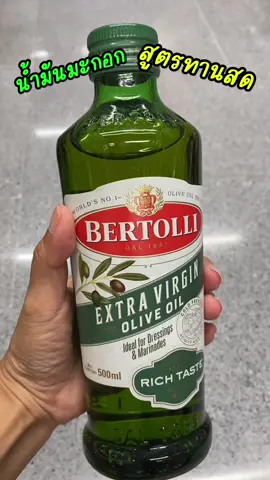 น้ำมันมะกอก สูตรทานสด
WORLD'S NO.1
OLIVE OIL
BERTOLLI
DAL 1865
EXTRA VIRGIN
OLIVE OIL
Ideal for Dressings
& Marinades
500ml
RICH TASTE